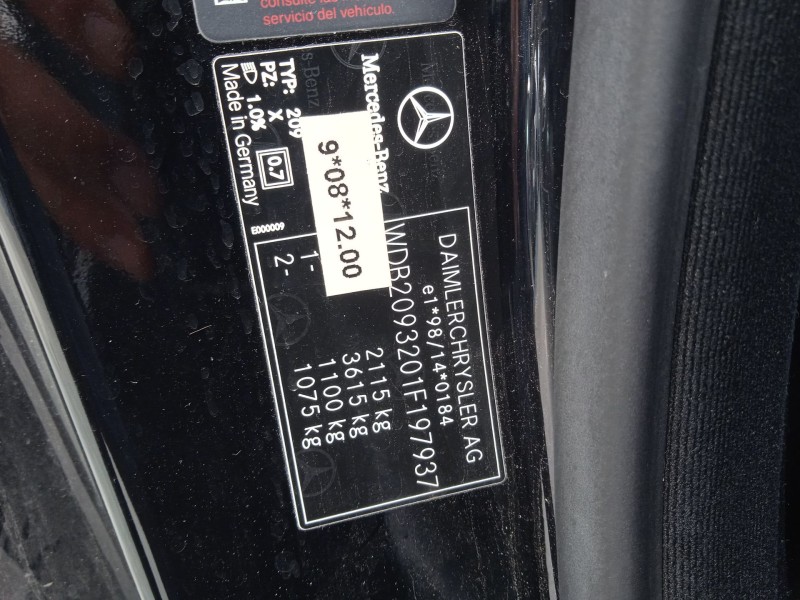 consulte las
servicio del vehículo.
Mercedes-Benz
DAIMLERCHRYSLER AG
e1*98/14*0184
WDB2093201F197937
2115 kg
3615 kg
1- 1100 kg
2- 1075 kg
9*08*12.00
TYP: 209
PZ: X
1.0% 0.7
Made in Germany
E000009